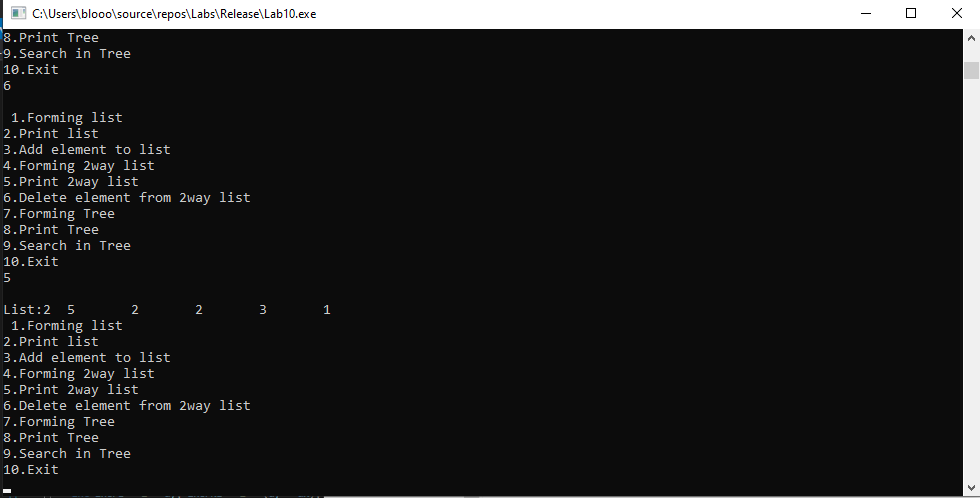 C:\Users\blooo\source\repos\Labs\Release\Lab10.exe
8.Print Tree
9.Search in Tree
10.Exit
6
1.Forming list
2.Print list
3.Add element to list
4.Forming 2way list
5.Print 2way list
6.Delete element from 2way list
7.Forming Tree
8.Print Tree
9.Search in Tree
10.Exit
5
List:2 5 2 2 3 1
1.Forming list
2.Print list
3.Add element to list
4.Forming 2way list
5.Print 2way list
6.Delete element from 2way list
7.Forming Tree
8.Print Tree
9.Search in Tree
10.Exit